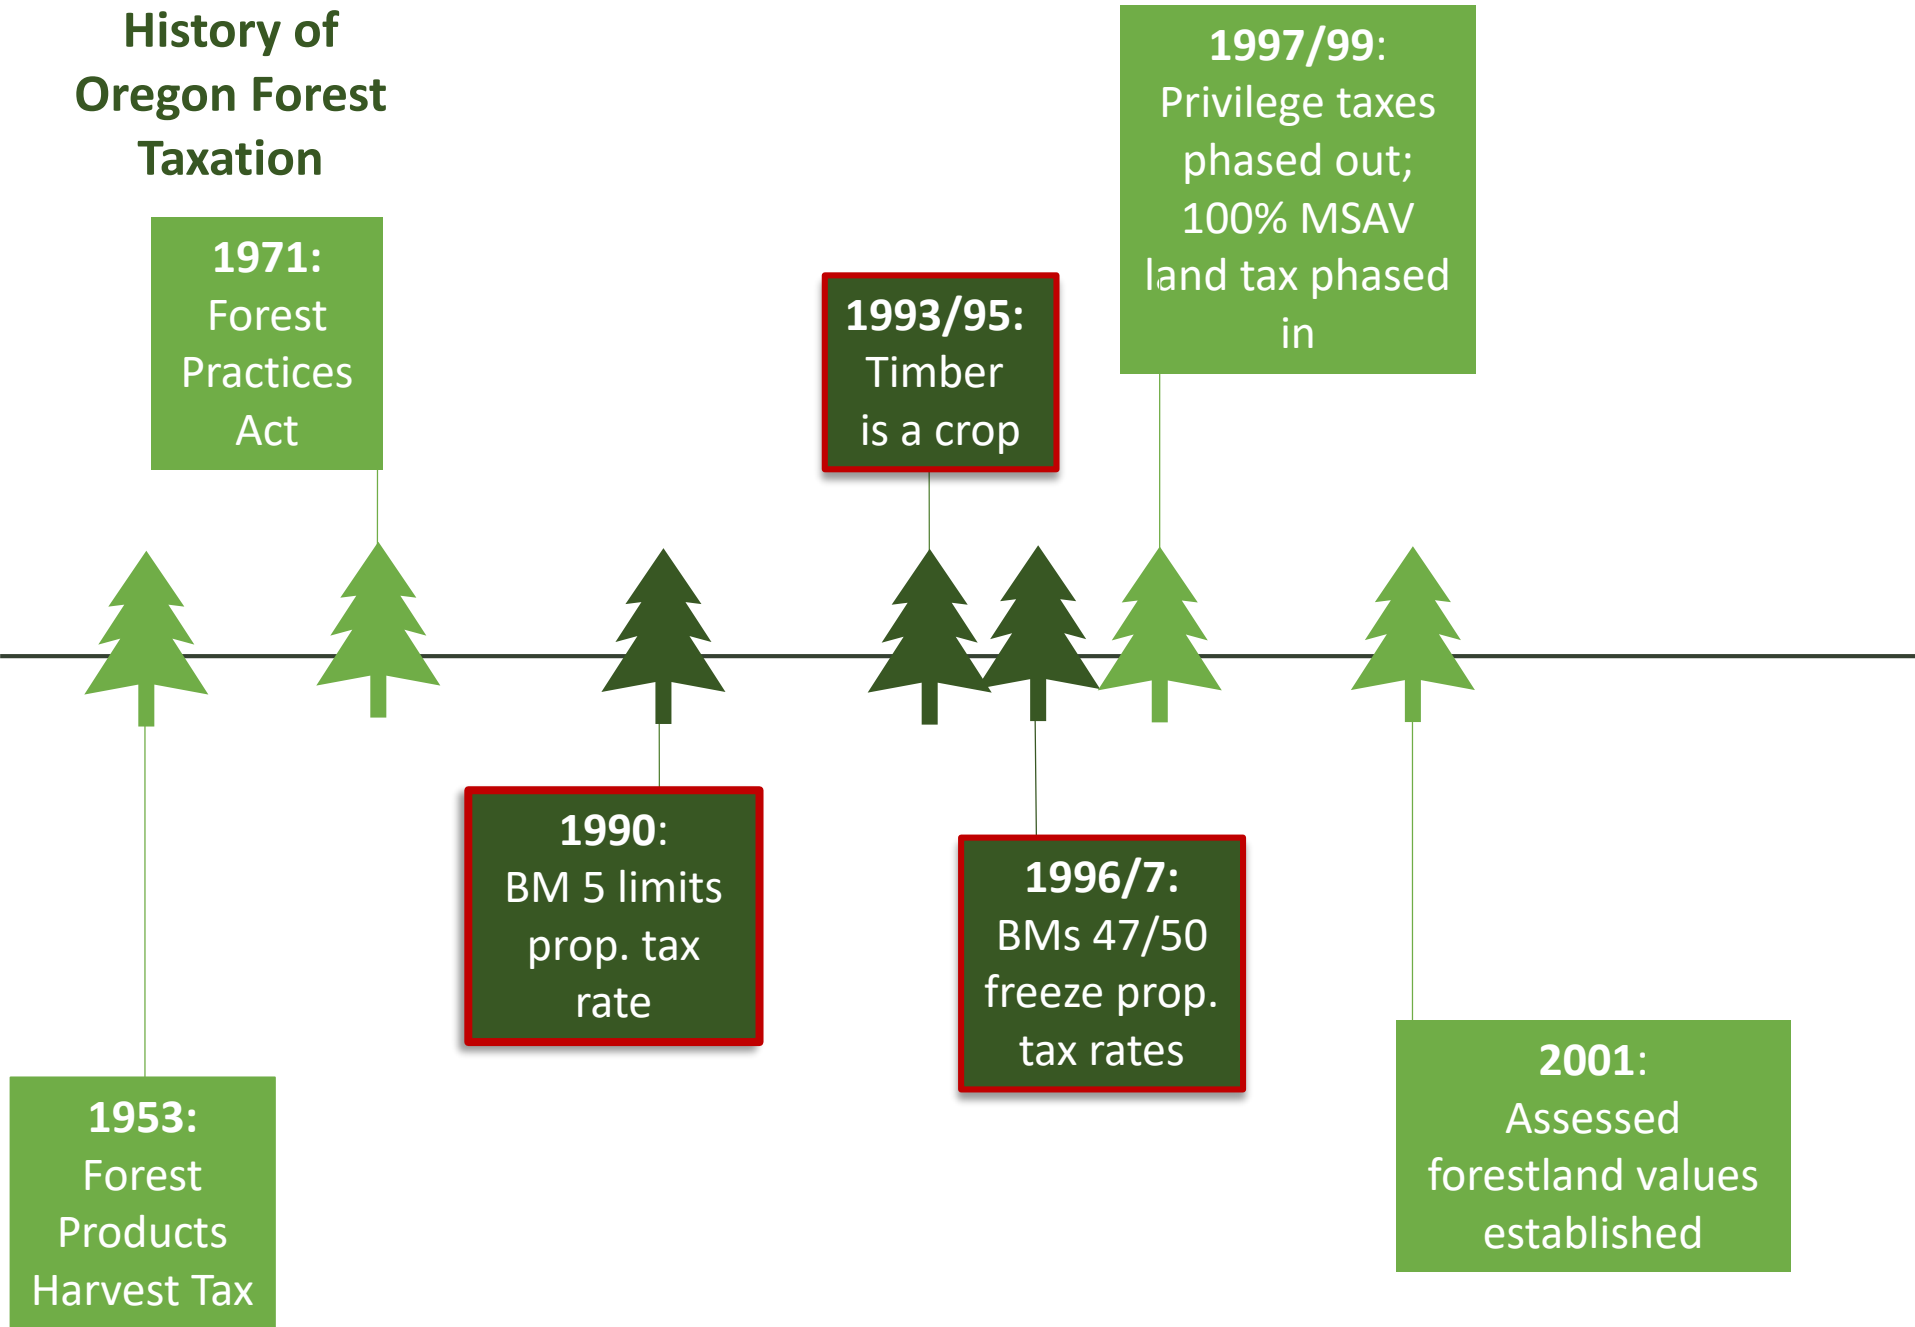 History of
Oregon Forest
Taxation
1953:
Forest
Products
Harvest Tax
1971:
Forest
Practices
Act
1990:
BM 5 limits
prop. tax
rate
1993/95:
Timber
is a crop
1996/7:
BMs 47/50
freeze prop.
tax rates
1997/99:
Privilege taxes
phased out;
100% MSAV
land tax phased
in
2001:
Assessed
forestland values
established